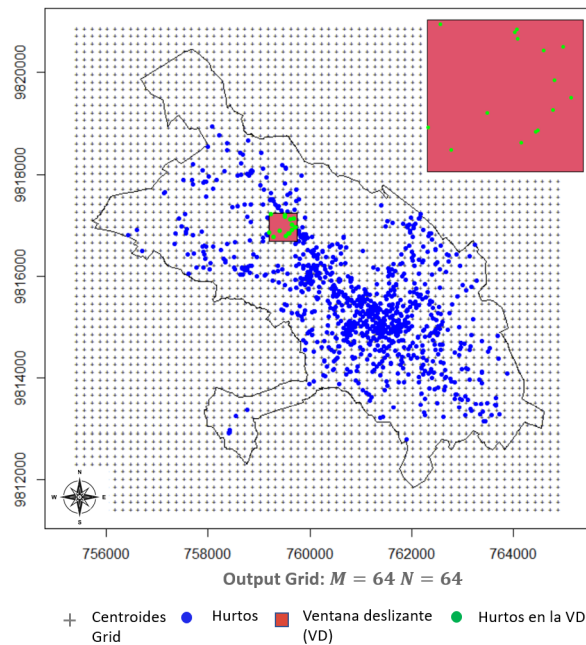 9820000
9818000
9816000
9814000
9812000
N
W E
S
756000 758000 760000 762000 764000
Output Grid: M = 64 N = 64
Centroides Grid
Hurtos
Ventana deslizante (VD)
Hurtos en la VD